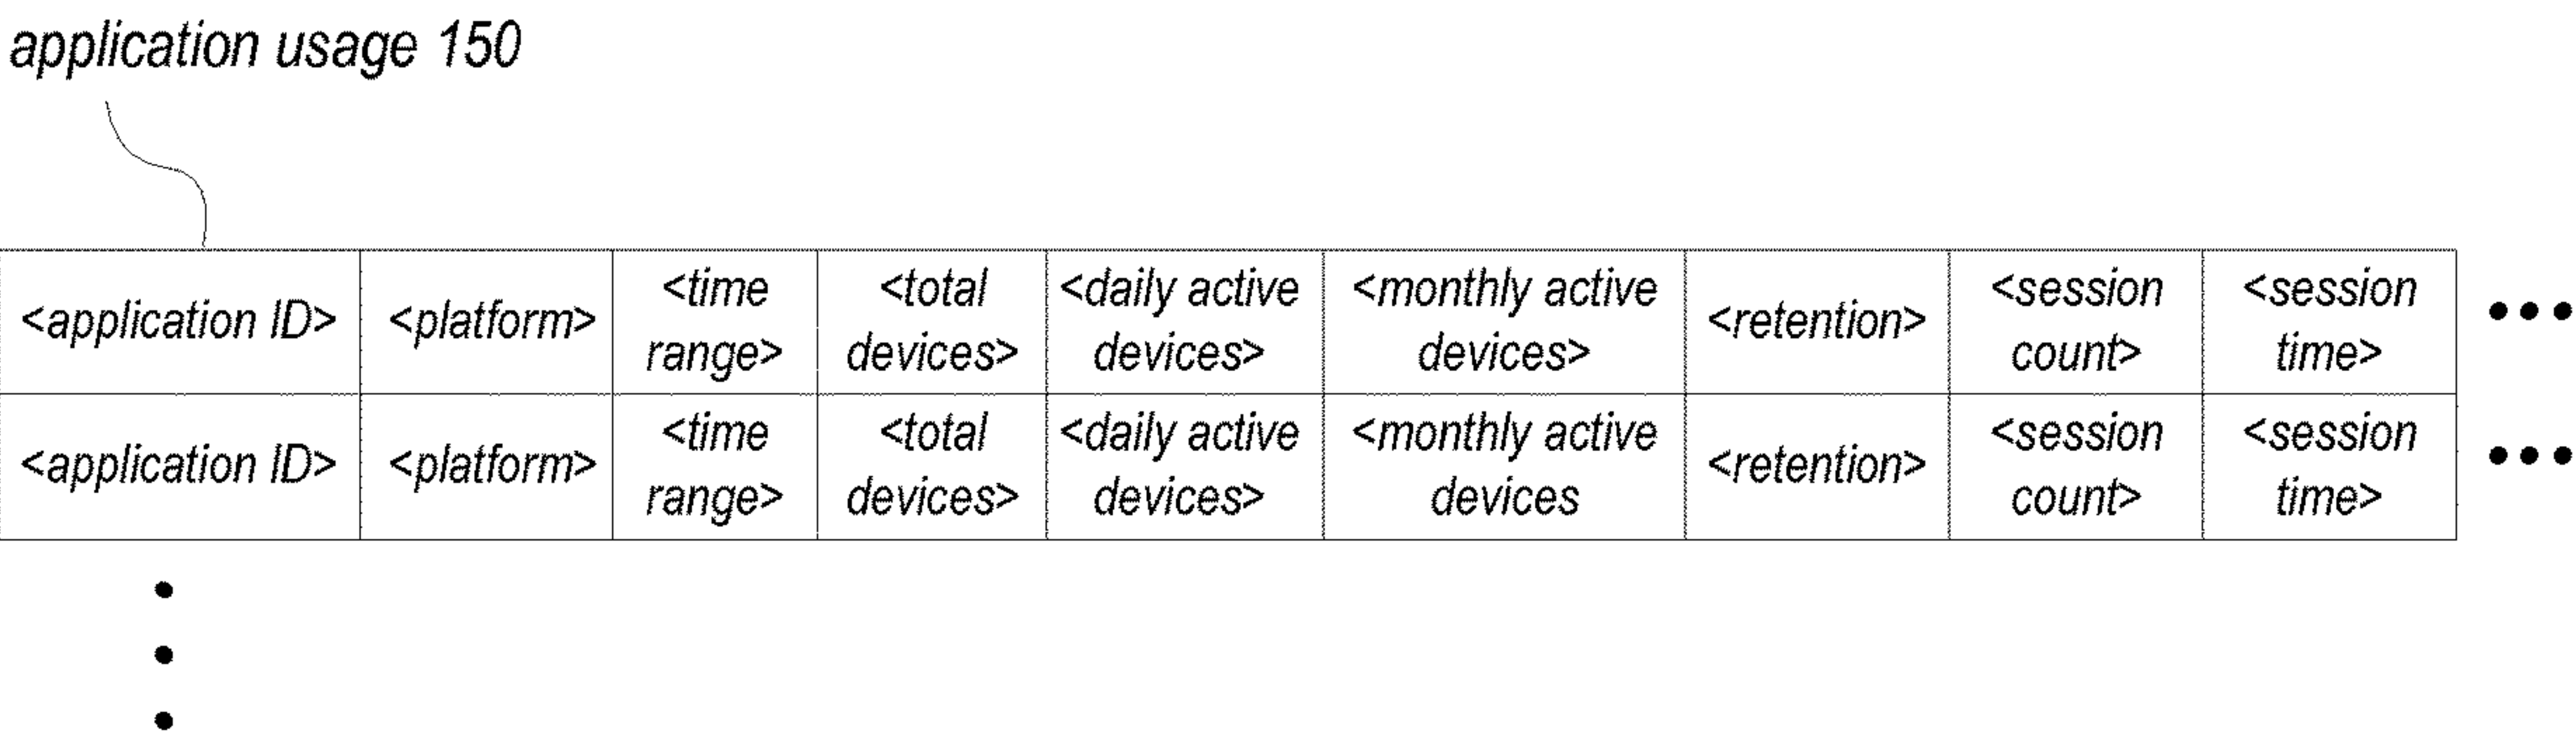 application usage 150
<application ID> <platform> <time range> <total devices> <daily active devices> <monthly active devices> <retention> <session count> <session time> •••
<application ID> <platform> <time range> <total devices> <daily active devices> <monthly active devices <retention> <session count> <session time> •••